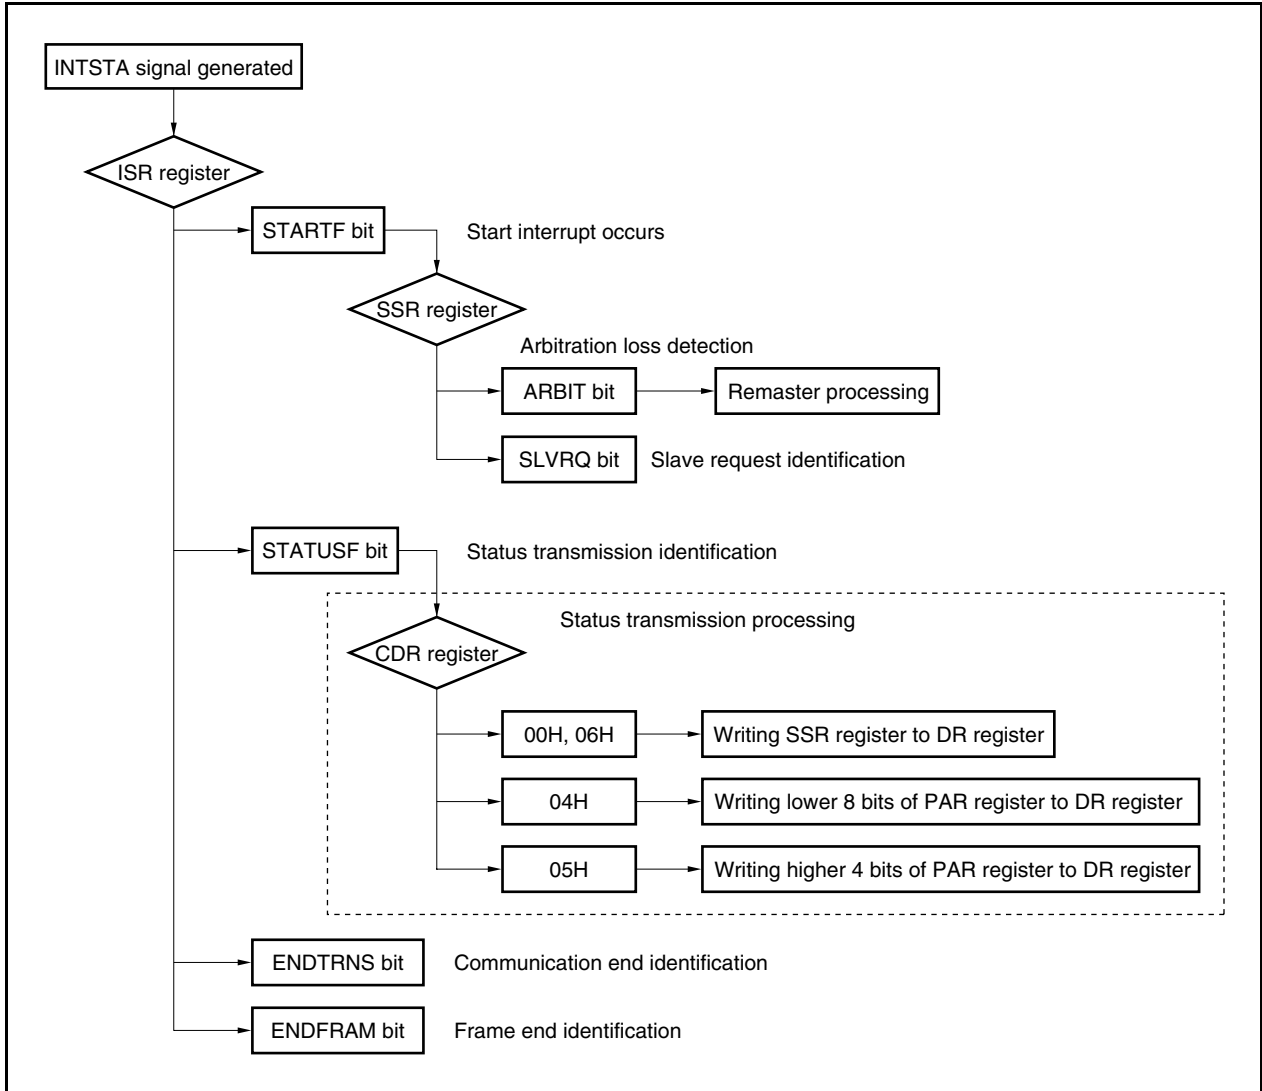 INTSTA signal generated
ISR register
STARTF bit
Start interrupt occurs
SSR register
Arbitration loss detection
ARBIT bit
Remaster processing
SLVRQ bit
Slave request identification
STATUSF bit
Status transmission identification
Status transmission processing
CDR register
00H, 06H
Writing SSR register to DR register
04H
Writing lower 8 bits of PAR register to DR register
05H
Writing higher 4 bits of PAR register to DR register
ENDTRNS bit
Communication end identification
ENDFRAM bit
Frame end identification